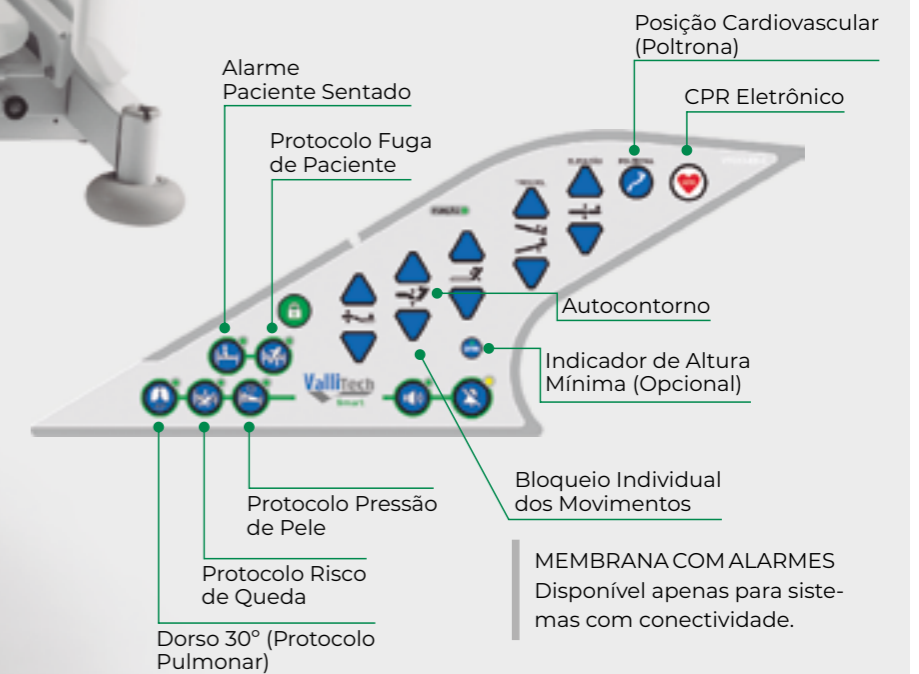 Posição Cardiovascular
(Poltrona)
Alarme
Paciente Sentado
CPR Eletrônico
Protocolo Fuga
de Paciente
Autocontorno
Indicador de Altura
Mínima (Opcional)
ValliTech
Smart
Bloqueio Individual
dos Movimentos
Protocolo Pressão
de Pele
MEMBRANA COM ALARMES
Disponível apenas para siste-
mas com conectividade.
Protocolo Risco
de Queda
Dorso 30º (Protocolo
Pulmonar)